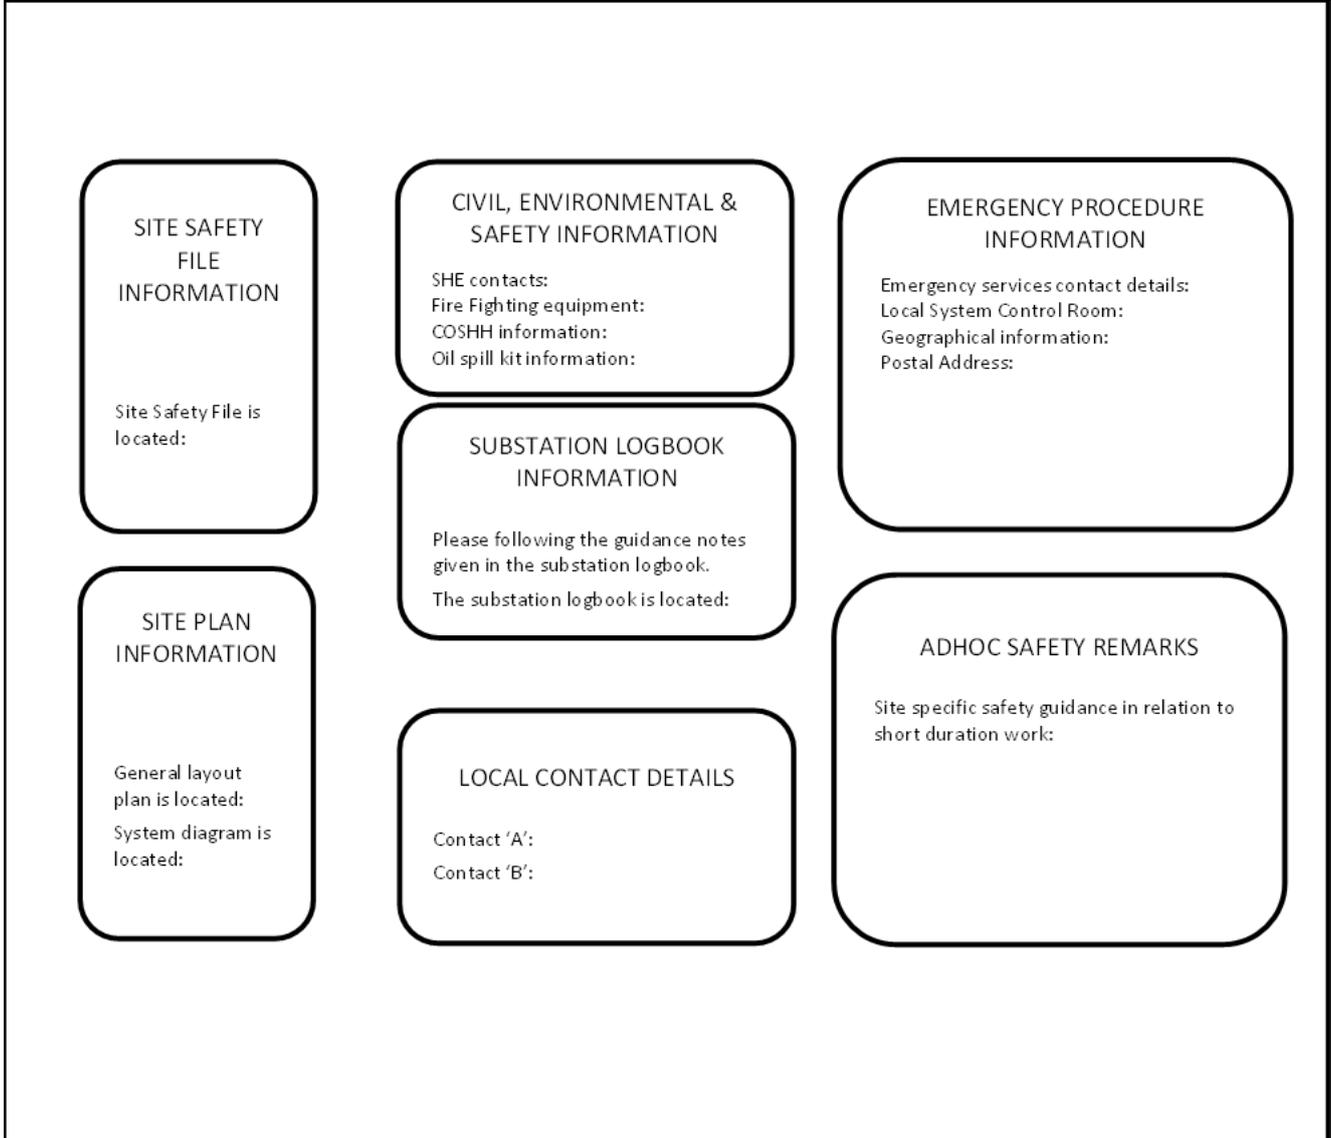 SITE SAFETY
FILE
INFORMATION
Site Safety File is
located:
SITE PLAN
INFORMATION
General layout
plan is located:
System diagram is
located:
CIVIL, ENVIRONMENTAL &
SAFETY INFORMATION
SHE contacts:
Fire Fighting equipment:
COSHH information:
Oil spill kit information:
SUBSTATION LOGBOOK
INFORMATION
Please following the guidance notes
given in the substation logbook.
The substation logbook is located:
LOCAL CONTACT DETAILS
Contact ‘A’:
Contact ‘B’:
EMERGENCY PROCEDURE
INFORMATION
Emergency services contact details:
Local System Control Room:
Geographical information:
Postal Address:
ADHOC SAFETY REMARKS
Site specific safety guidance in relation to
short duration work: